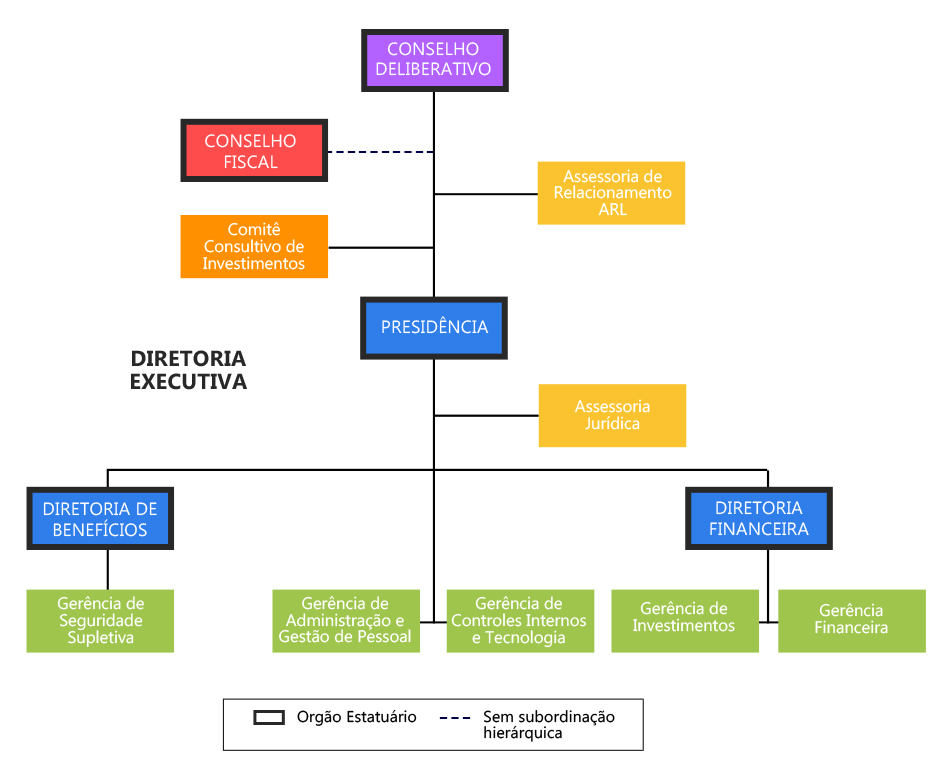 CONSELHO
DELIBERATIVO
CONSELHO
FISCAL
Assessoria de
Relacionamento
ARL
Comitê
Consultivo de
Investimentos
PRESIDÊNCIA
DIRETORIA
EXECUTIVA
Assessoria
Jurídica
DIRETORIA DE
BENEFÍCIOS
DIRETORIA
FINANCEIRA
Gerência de
Seguridade
Supletiva
Gerência de
Administração e
Gestão de Pessoal
Gerência de
Controles Internos
e Tecnologia
Gerência de
Investimentos
Gerência
Financeira
Orgão Estatuário
Sem subordinação
hierárquica